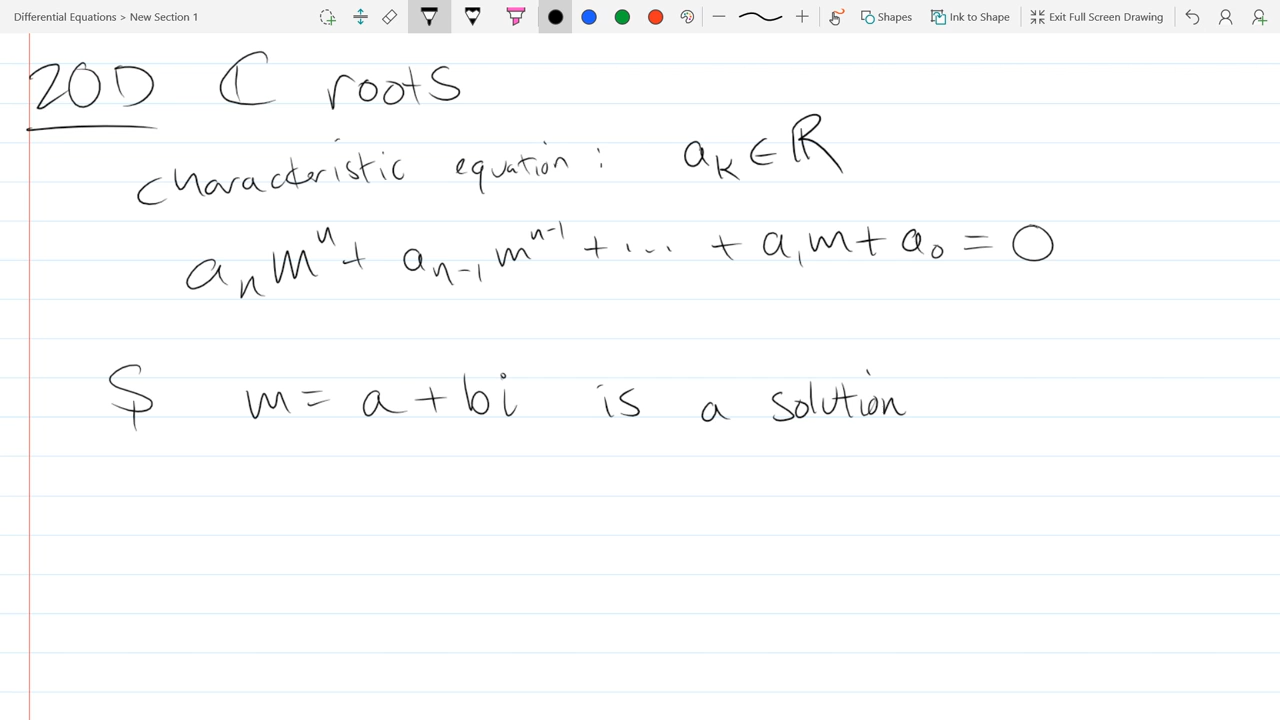 Differential Equations > New Section 1
Shapes
Ink to Shape
Exit Full Screen Drawing
20D ℂ roots
characteristic equation: aₖ ∈ ℝ
aₙmⁿ + aₙ₋₁mⁿ⁻¹ + ... + a₁m + a₀ = 0
$ m = a + bi is a solution